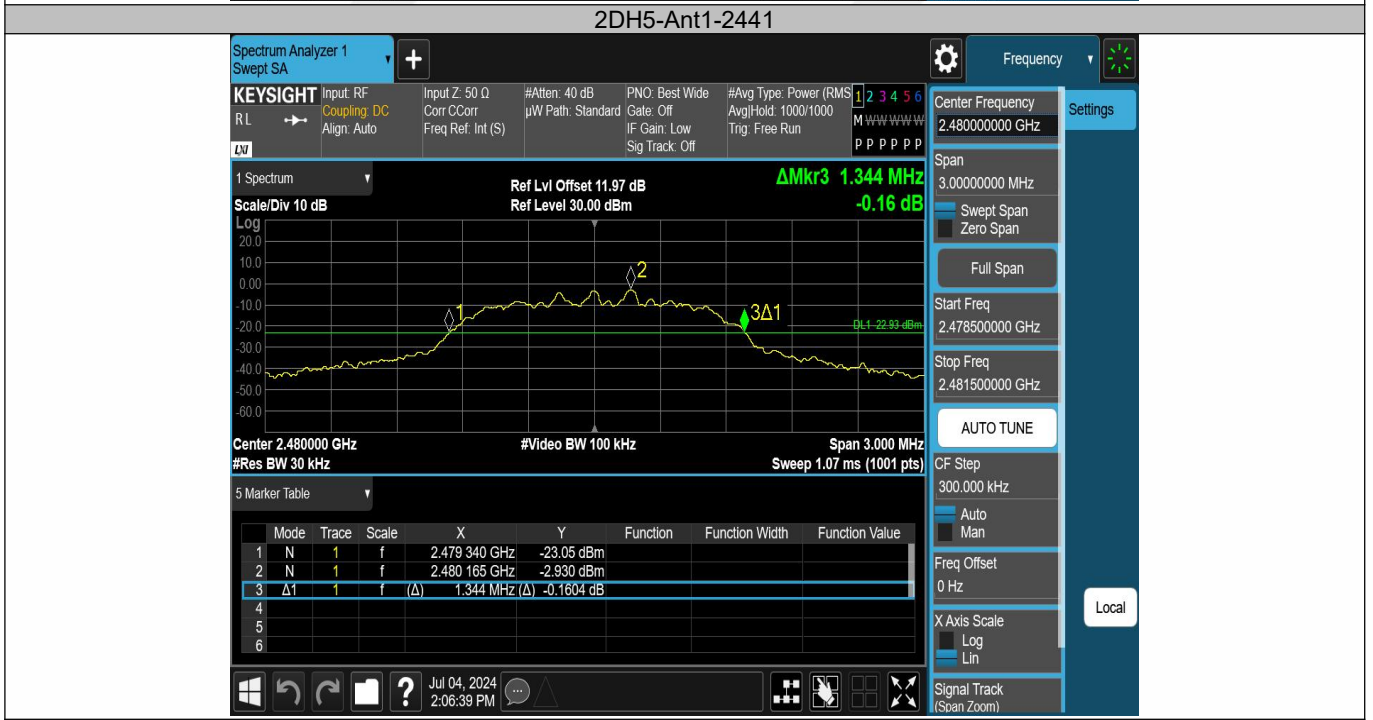 2DH5-Ant1-2441
Spectrum Analyzer 1
Swept SA
Frequency
KEYSIGHT
RL
LXI
Input: RF
Coupling: DC
Align: Auto
Input Z: 50 Ω
Corr CCorr
Freq Ref: Int (S)
#Atten: 40 dB
µW Path: Standard
PNO: Best Wide
Gate: Off
IF Gain: Low
Sig Track: Off
#Avg Type: Power (RMS
Avg|Hold: 1000/1000
Trig: Free Run
1 2 3 4 5 6
M W W W W W
P P P P P P
1 Spectrum
Scale/Div 10 dB
Ref Lvl Offset 11.97 dB
Ref Level 30.00 dBm
ΔMkr3 1.344 MHz
-0.16 dB
Log
20.0
10.0
0.00
-10.0
-20.0
-30.0
-40.0
-50.0
-60.0
1
2
3Δ1
DL1 -22.93 dBm
Center 2.480000 GHz
#Video BW 100 kHz
Span 3.000 MHz
#Res BW 30 kHz
Sweep 1.07 ms (1001 pts)
5 Marker Table
Mode Trace Scale X Y Function Function Width Function Value
1 N 1 f 2.479 340 GHz -23.05 dBm
2 N 1 f 2.480 165 GHz -2.930 dBm
3 Δ1 1 f (Δ) 1.344 MHz (Δ) -0.1604 dB
4
5
6
Jul 04, 2024
2:06:39 PM
Center Frequency
2.480000000 GHz
Settings
Span
3.00000000 MHz
Swept Span
Zero Span
Full Span
Start Freq
2.478500000 GHz
Stop Freq
2.481500000 GHz
AUTO TUNE
CF Step
300.000 kHz
Auto
Man
Freq Offset
0 Hz
Local
X Axis Scale
Log
Lin
Signal Track
(Span Zoom)